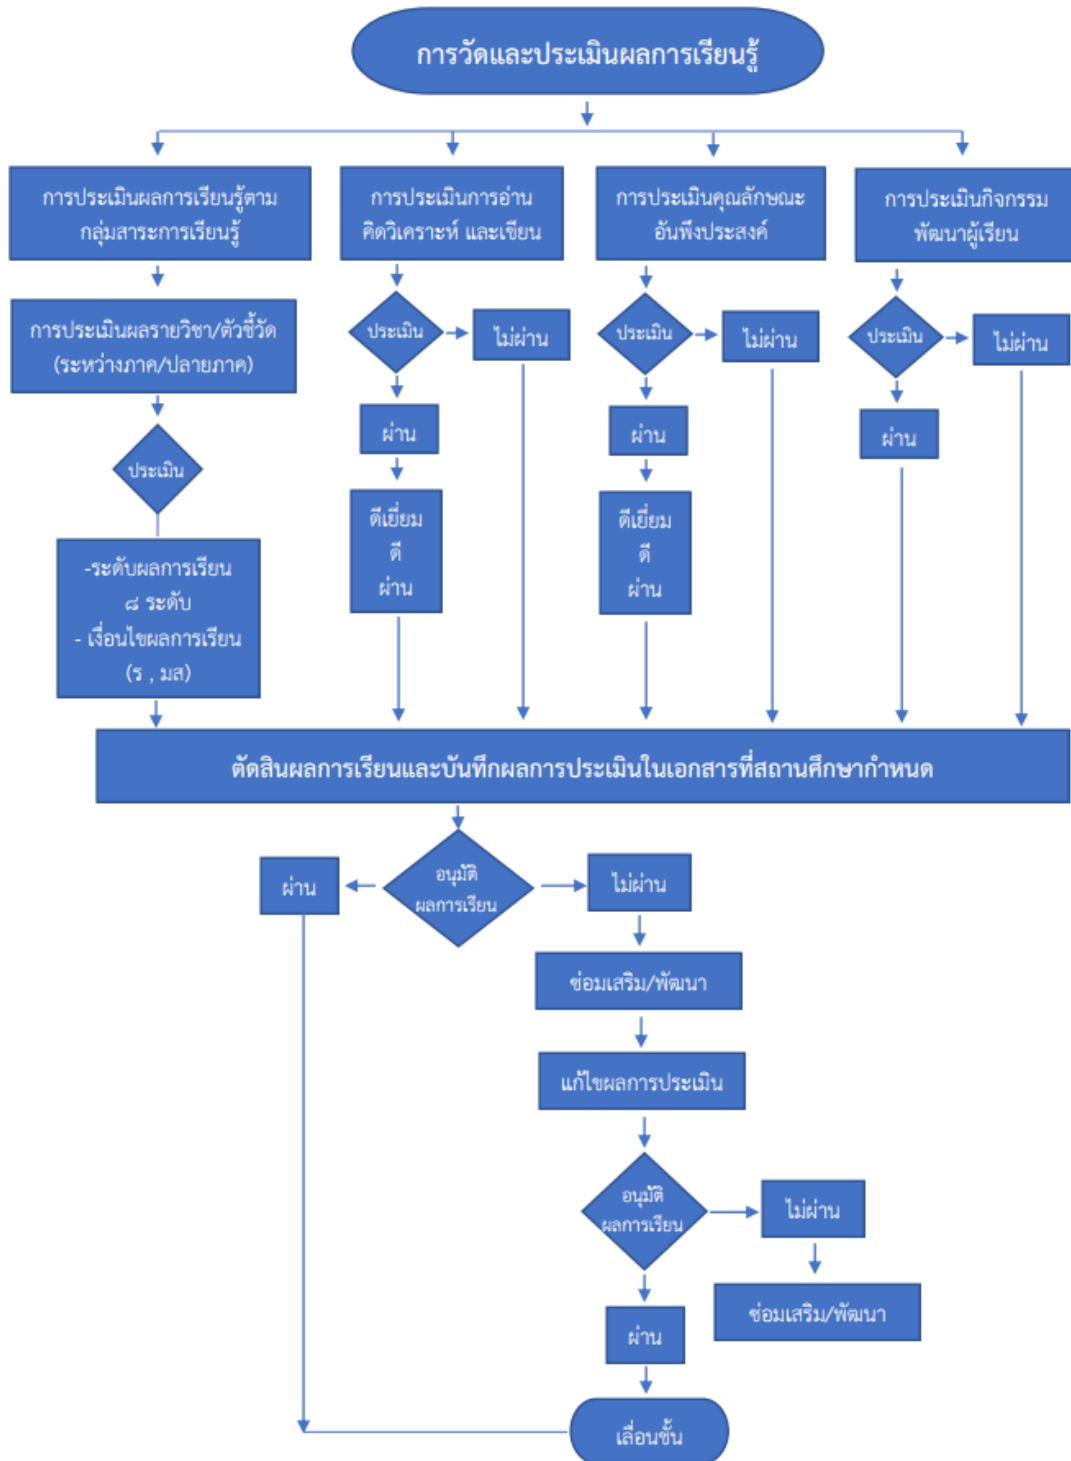 การวัดและประเมินผลการเรียนรู้
การประเมินผลการเรียนรู้ตาม
กลุ่มสาระการเรียนรู้
การประเมินการอ่าน
คิดวิเคราะห์ และเขียน
การประเมินคุณลักษณะ
อันพึงประสงค์
การประเมินกิจกรรม
พัฒนาผู้เรียน
การประเมินผลรายวิชา/ตัวชี้วัด
(ระหว่างภาค/ปลายภาค)
ประเมิน
ไม่ผ่าน
ประเมิน
ไม่ผ่าน
ประเมิน
ไม่ผ่าน
ผ่าน
ผ่าน
ผ่าน
ประเมิน
ดีเยี่ยม
ดี
ผ่าน
ดีเยี่ยม
ดี
ผ่าน
-ระดับผลการเรียน
๘ ระดับ
- เงื่อนไขผลการเรียน
(ร , มส)
ตัดสินผลการเรียนและบันทึกผลการประเมินในเอกสารที่สถานศึกษากำหนด
ผ่าน
อนุมัติ
ผลการเรียน
ไม่ผ่าน
ซ่อมเสริม/พัฒนา
แก้ไขผลการประเมิน
อนุมัติ
ผลการเรียน
ไม่ผ่าน
ซ่อมเสริม/พัฒนา
ผ่าน
เลื่อนชั้น